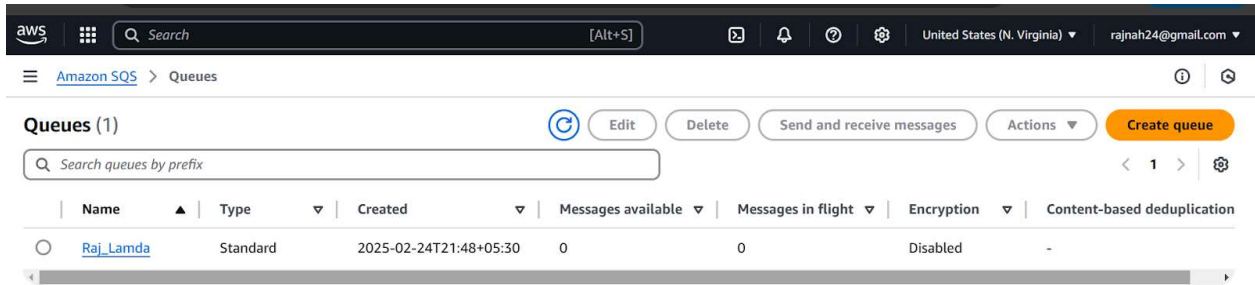 aws Search [Alt+S] United States (N. Virginia) ▼ rajnah24@gmail.com ▼
Amazon SQS > Queues
Queues (1) Edit Delete Send and receive messages Actions ▼ Create queue
Search queues by prefix < 1 >
Name ▲ Type Created Messages available Messages in flight Encryption Content-based deduplication
Raj_Lamda Standard 2025-02-24T21:48+05:30 0 0 Disabled -